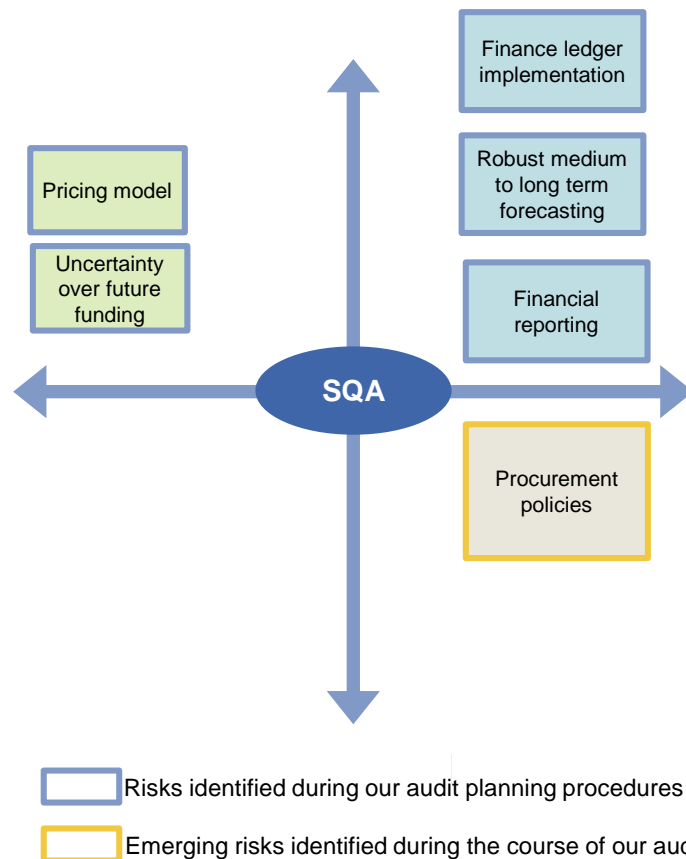 Finance ledger
implementation
Pricing model
Robust medium
to long term
forecasting
Uncertainty
over future
funding
Financial
reporting
SQA
Procurement
policies
Risks identified during our audit planning procedures
Emerging risks identified during the course of our